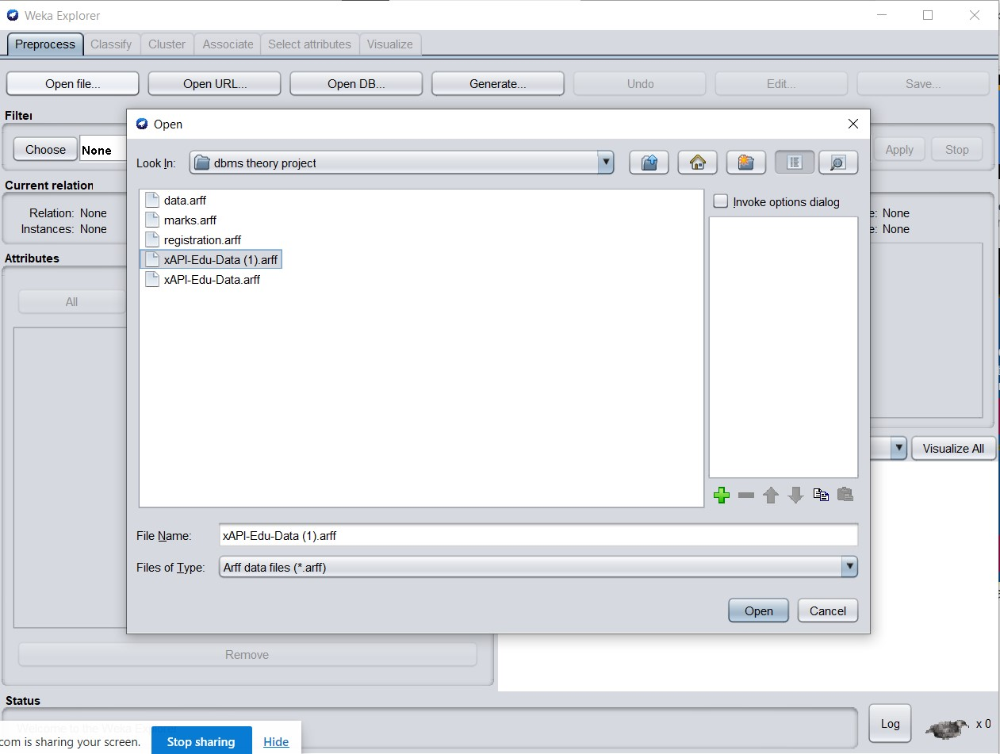 Weka Explorer
Preprocess Classify Cluster Associate Select attributes Visualize
Open file... Open URL... Open DB... Generate... Undo Edit... Save...
Filter
Open
Choose None
Apply Stop
Look In: dbms theory project
Current relation
Relation: None
Instances: None
e: None
e: None
Attributes
All
data.arff
marks.arff
registration.arff
xAPI-Edu-Data (1).arff
xAPI-Edu-Data.arff
Invoke options dialog
Visualize All
File Name: xAPI-Edu-Data (1).arff
Files of Type: Arff data files (*.arff)
Open Cancel
Remove
Status
Welcome to the Weka Explorer
Log x 0
com is sharing your screen. Stop sharing Hide